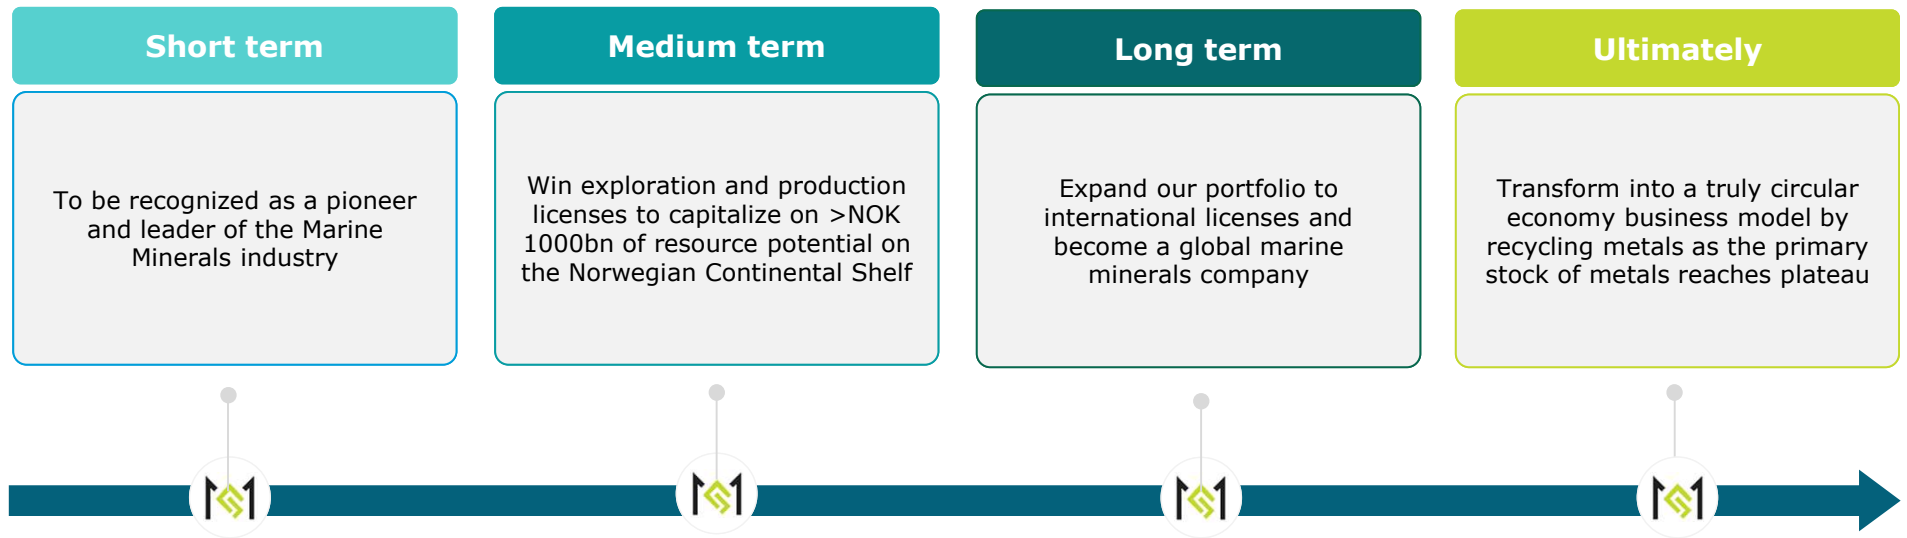 Short term
To be recognized as a pioneer
and leader of the Marine
Minerals industry
Medium term
Win exploration and production
licenses to capitalize on >NOK
1000bn of resource potential on
the Norwegian Continental Shelf
Long term
Expand our portfolio to
international licenses and
become a global marine
minerals company
Ultimately
Transform into a truly circular
economy business model by
recycling metals as the primary
stock of metals reaches plateau